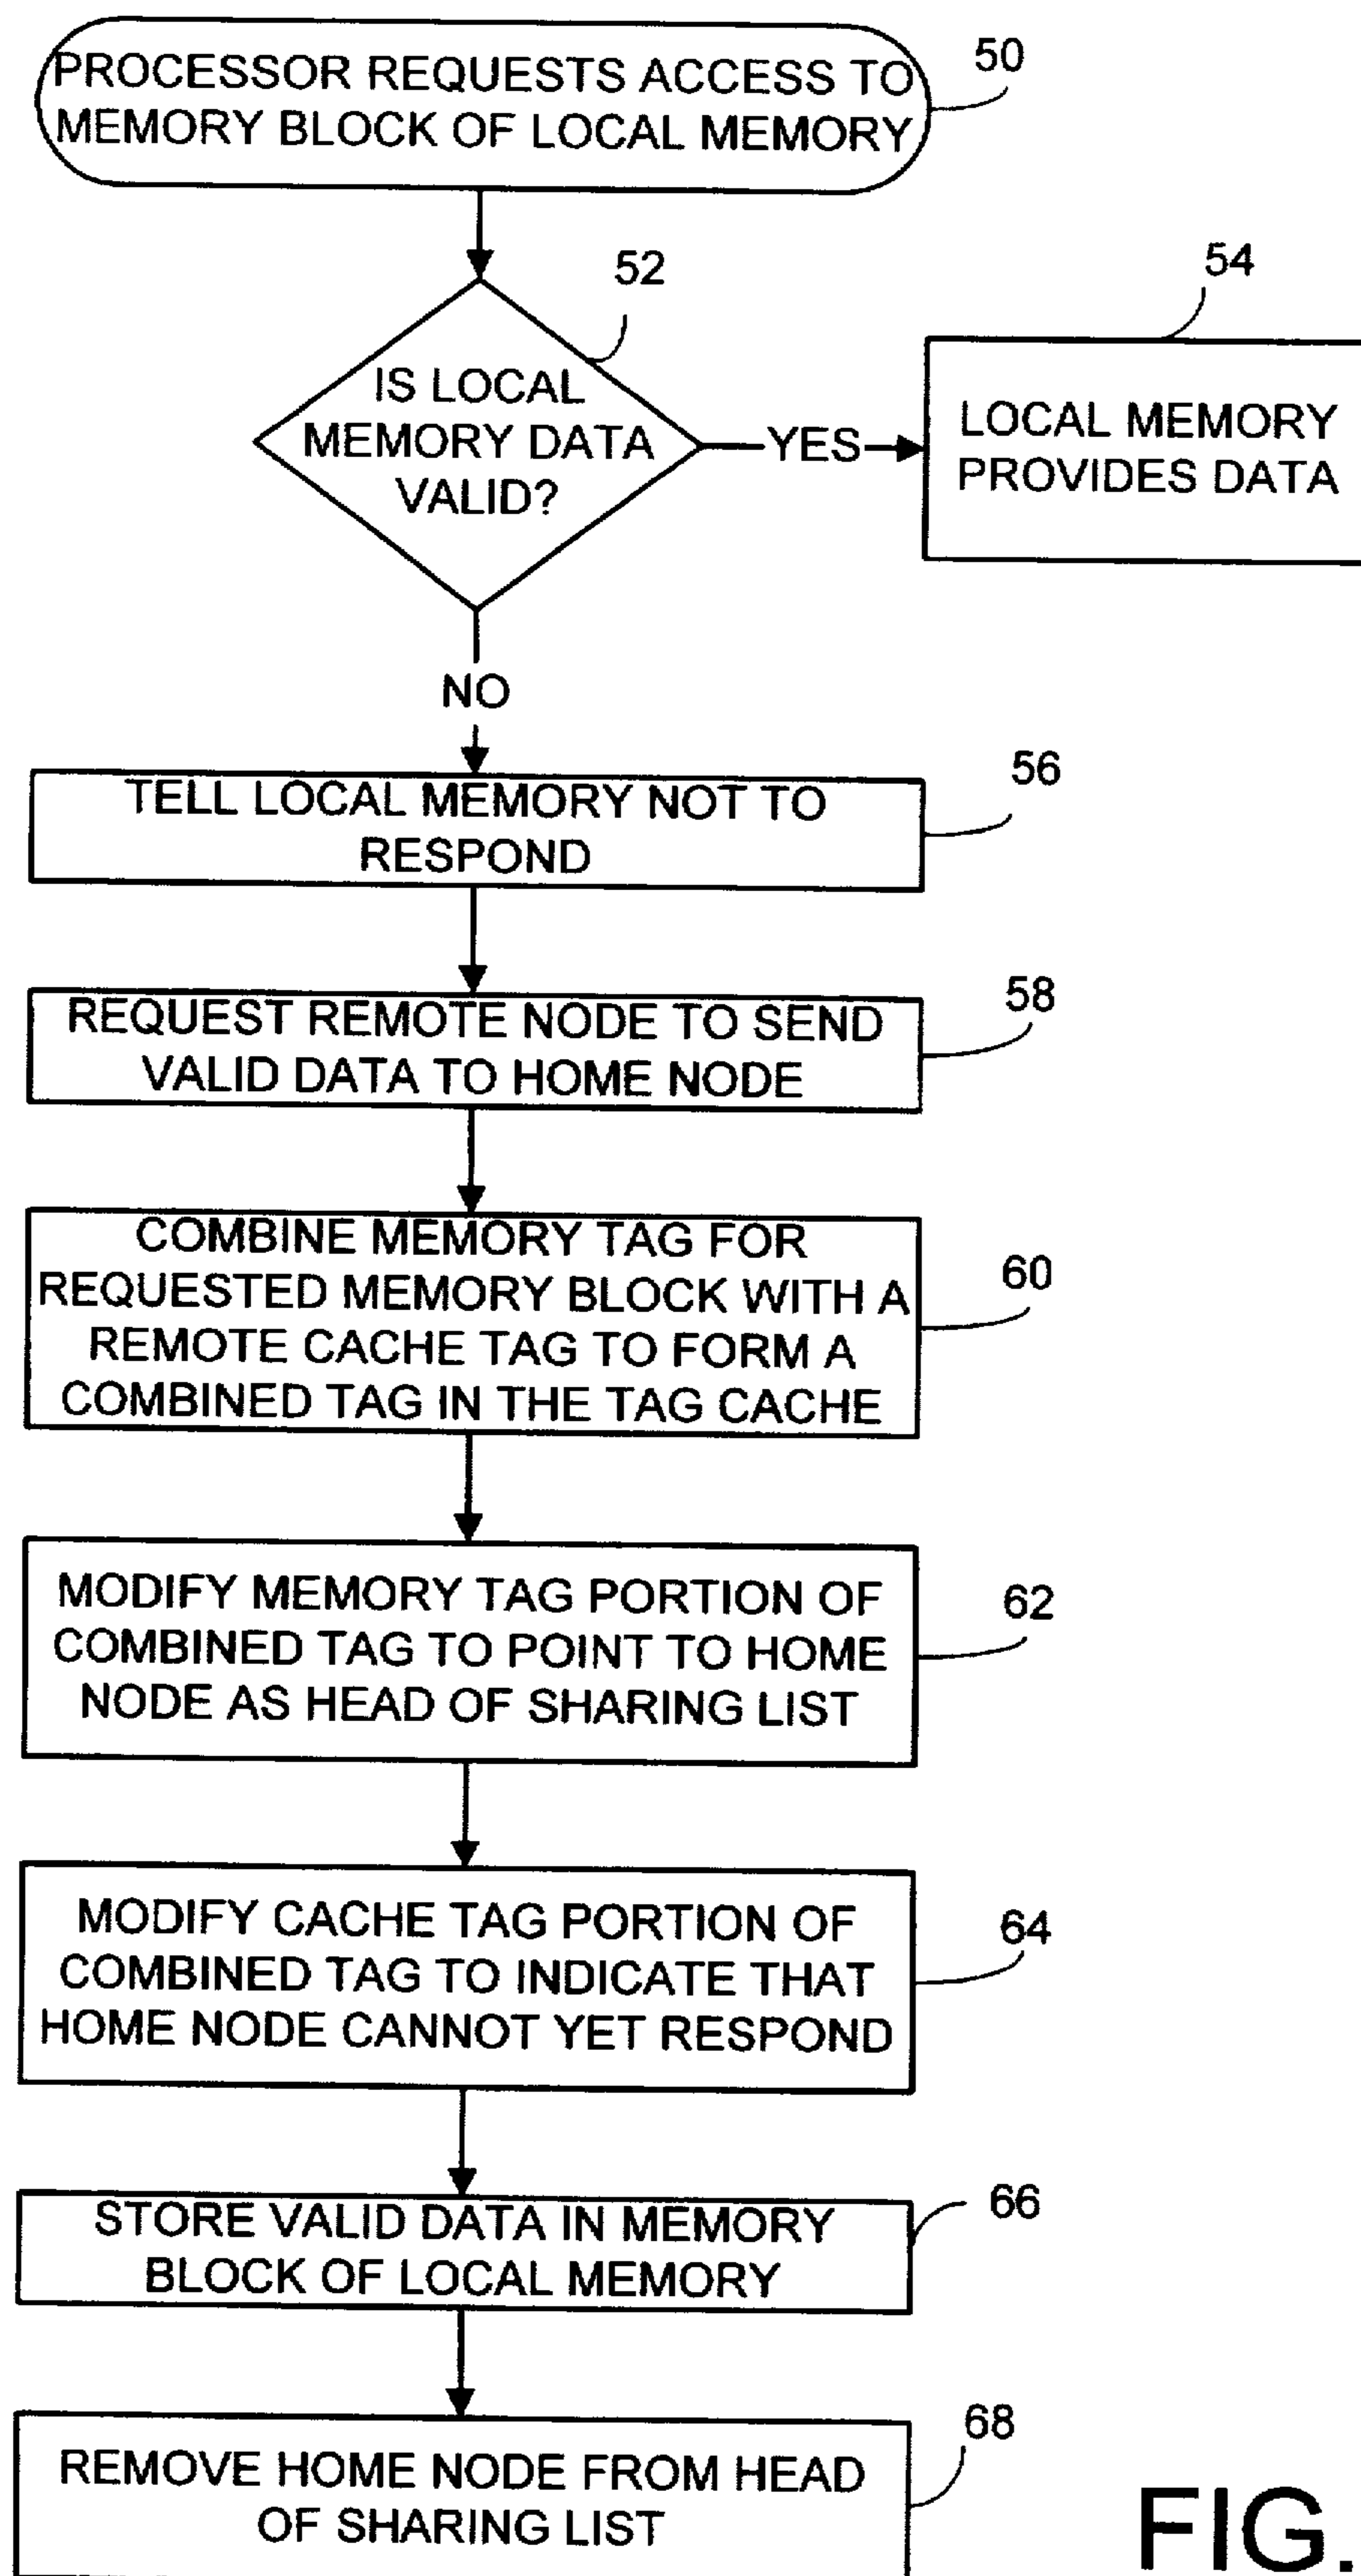 PROCESSOR REQUESTS ACCESS TO
MEMORY BLOCK OF LOCAL MEMORY
50
52
IS LOCAL
MEMORY DATA
VALID?
YES
54
LOCAL MEMORY
PROVIDES DATA
NO
56
TELL LOCAL MEMORY NOT TO
RESPOND
58
REQUEST REMOTE NODE TO SEND
VALID DATA TO HOME NODE
60
COMBINE MEMORY TAG FOR
REQUESTED MEMORY BLOCK WITH A
REMOTE CACHE TAG TO FORM A
COMBINED TAG IN THE TAG CACHE
62
MODIFY MEMORY TAG PORTION OF
COMBINED TAG TO POINT TO HOME
NODE AS HEAD OF SHARING LIST
64
MODIFY CACHE TAG PORTION OF
COMBINED TAG TO INDICATE THAT
HOME NODE CANNOT YET RESPOND
66
STORE VALID DATA IN MEMORY
BLOCK OF LOCAL MEMORY
68
REMOVE HOME NODE FROM HEAD
OF SHARING LIST
FIG.